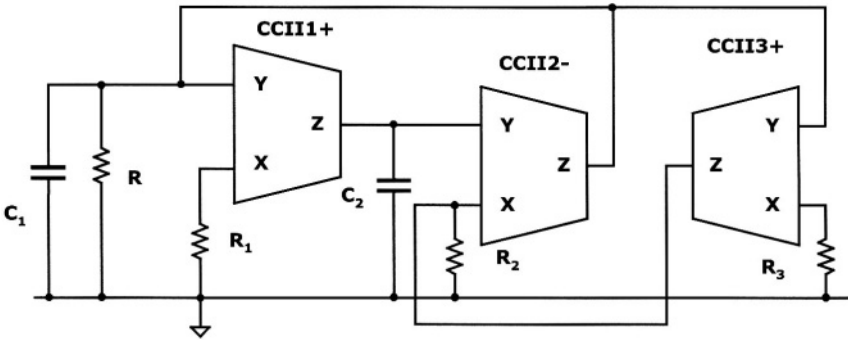 CCII1+
CCII2-
CCII3+
Y
Z
X
Y
Z
X
Z
Y
X
C1
R
R1
C2
R2
R3